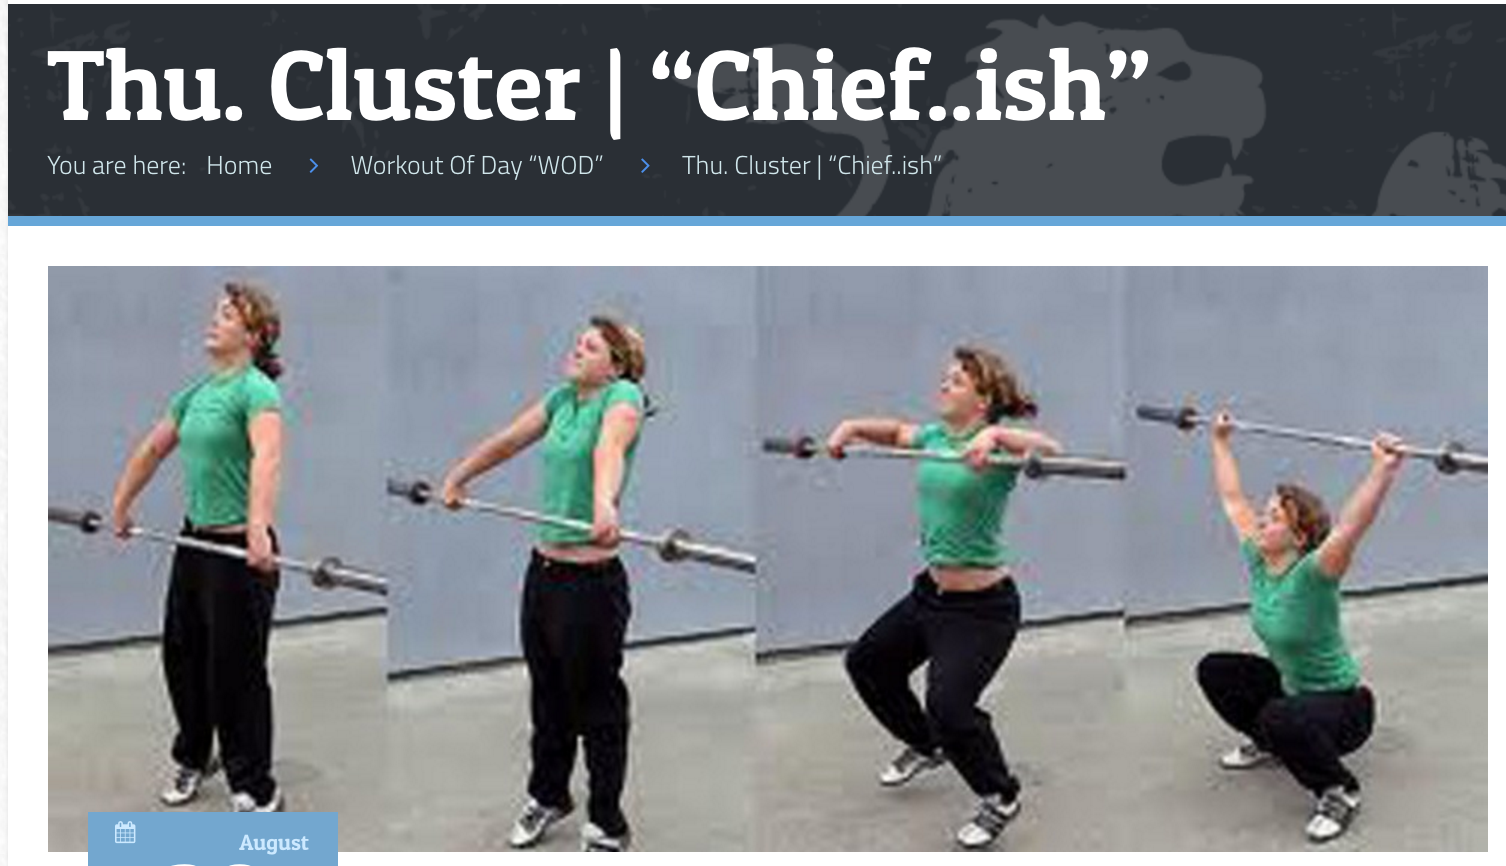 Thu. Cluster | “Chief..ish”
You are here: Home > Workout Of Day “WOD” > Thu. Cluster | “Chief..ish”
August